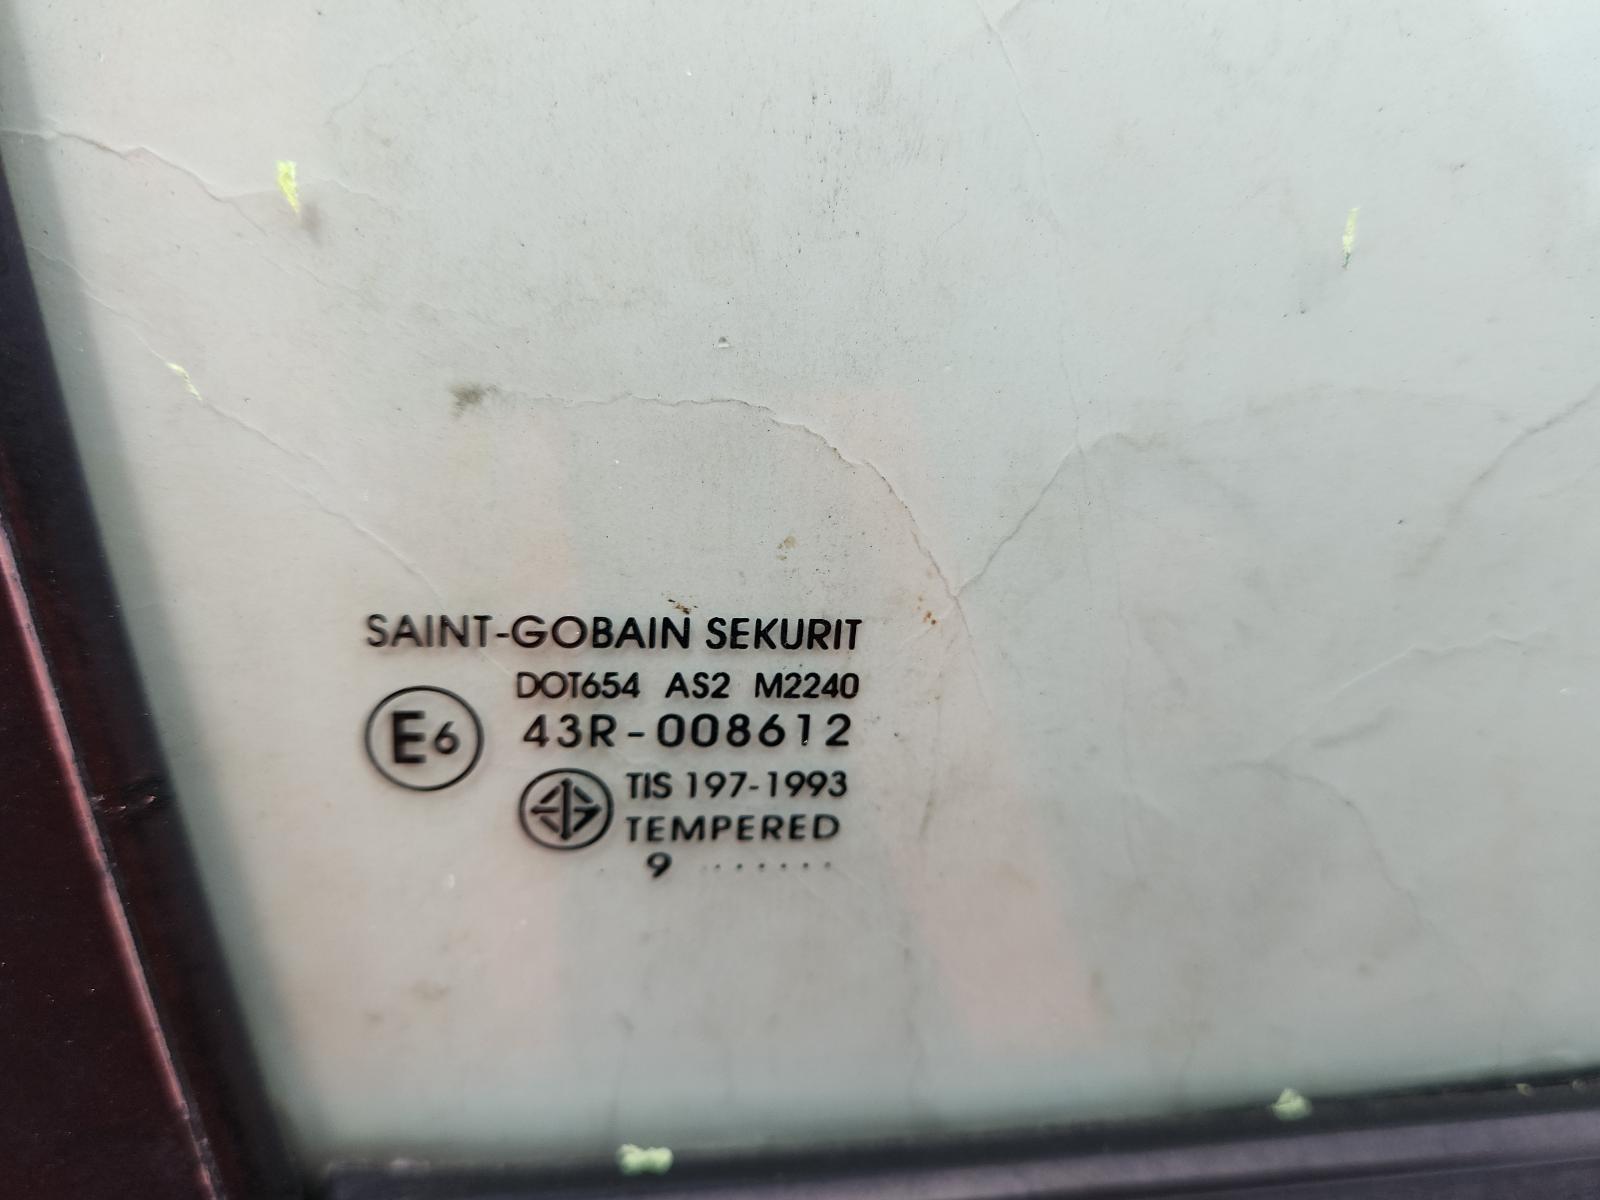 SAINT-GOBAIN SEKURIT
DOT654 AS2 M2240
E6 43R-008612
TIS 197-1993
TEMPERED
9 .......